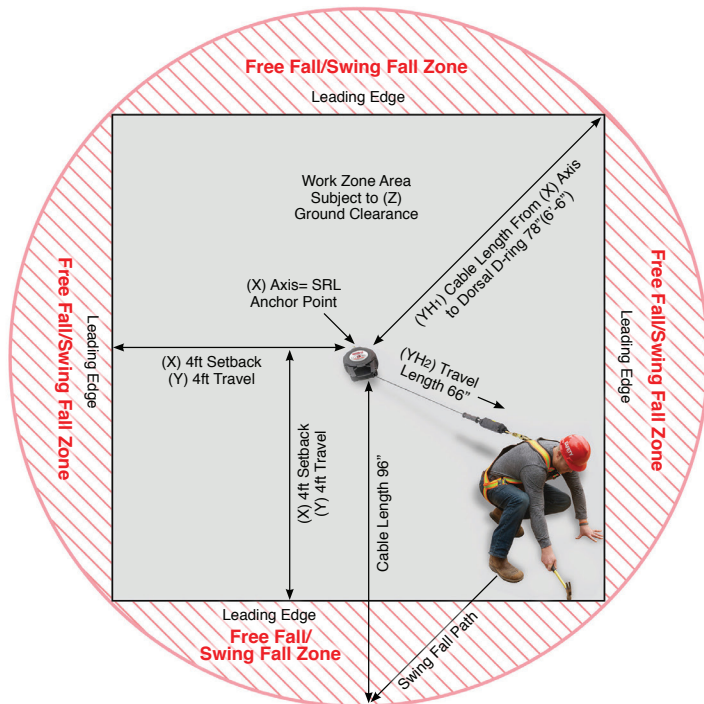 Free Fall/Swing Fall Zone
Leading Edge
Work Zone Area
Subject to (Z)
Ground Clearance
(YH1) Cable Length From (X) Axis
to Dorsal D-ring 78”(6’-6”)
(X) Axis= SRL
Anchor Point
Free Fall/Swing Fall Zone
Leading Edge
(X) 4ft Setback
(Y) 4ft Travel
(YH2) Travel
Length 66”
Leading Edge
Free Fall/Swing Fall Zone
(X) 4ft Setback
(Y) 4ft Travel
Cable Length 96”
Leading Edge
Free Fall/
Swing Fall Zone
Swing Fall Path